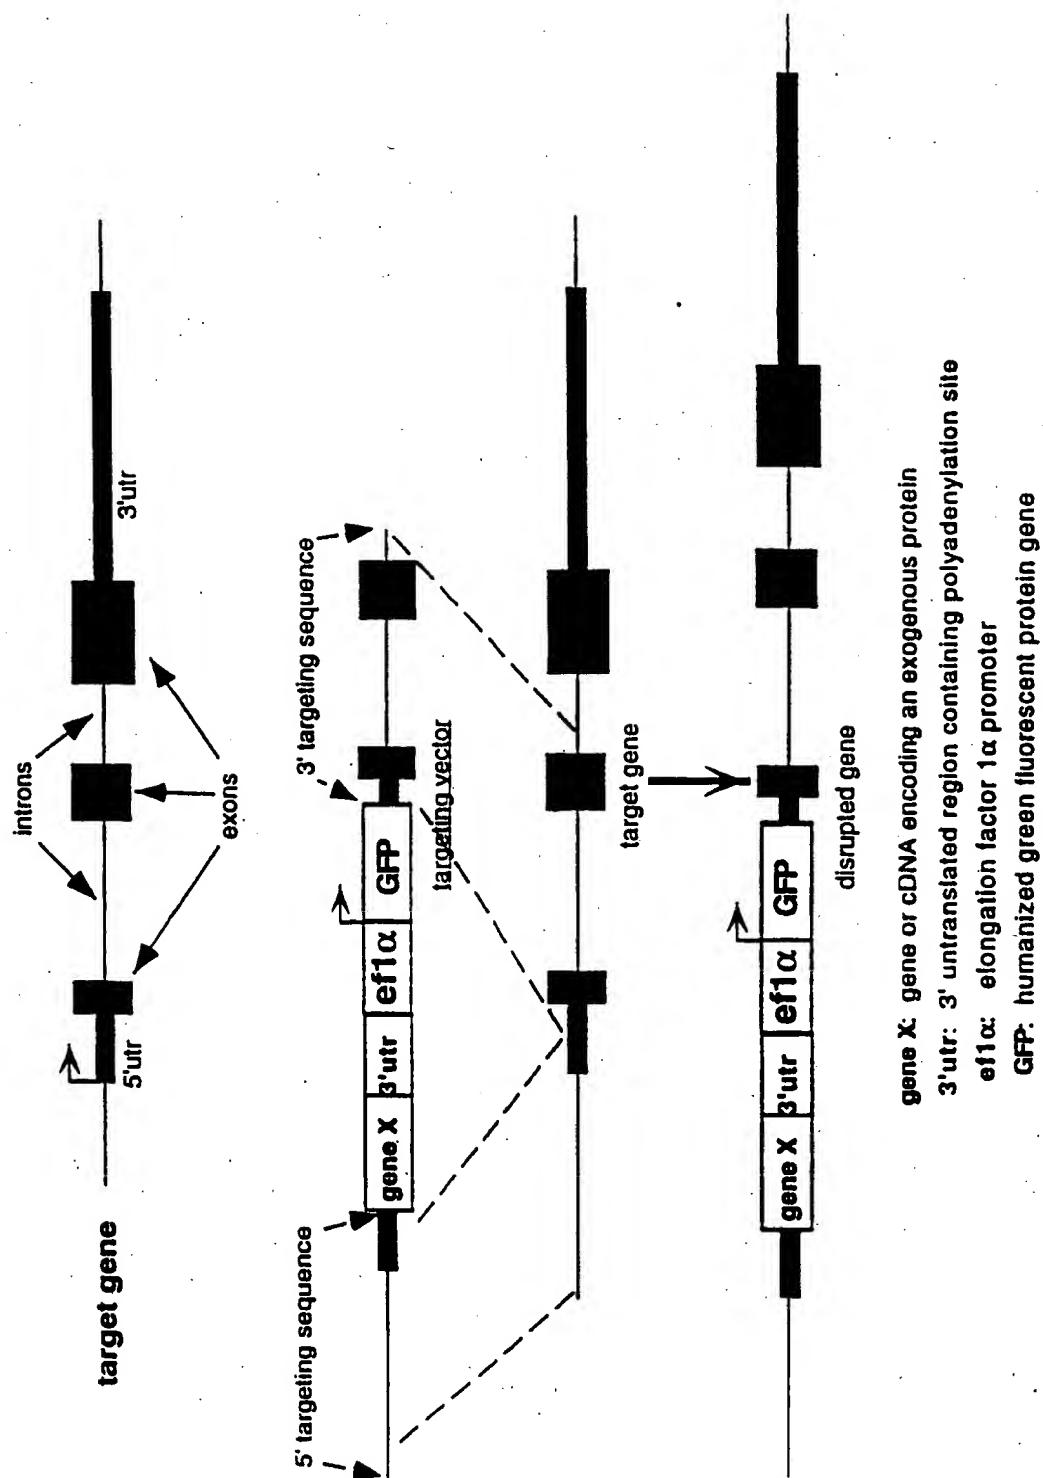 target gene
introns
exons
5'utr
3'utr
5' targeting sequence
3' targeting sequence
gene X
3'utr
ef1α
GFP
targeting vector
target gene
gene X
3'utr
ef1α
GFP
disrupted gene
gene X: gene or cDNA encoding an exogenous protein
3'utr: 3' untranslated region containing polyadenylation site
ef1α: elongation factor 1α promoter
GFP: humanized green fluorescent protein gene